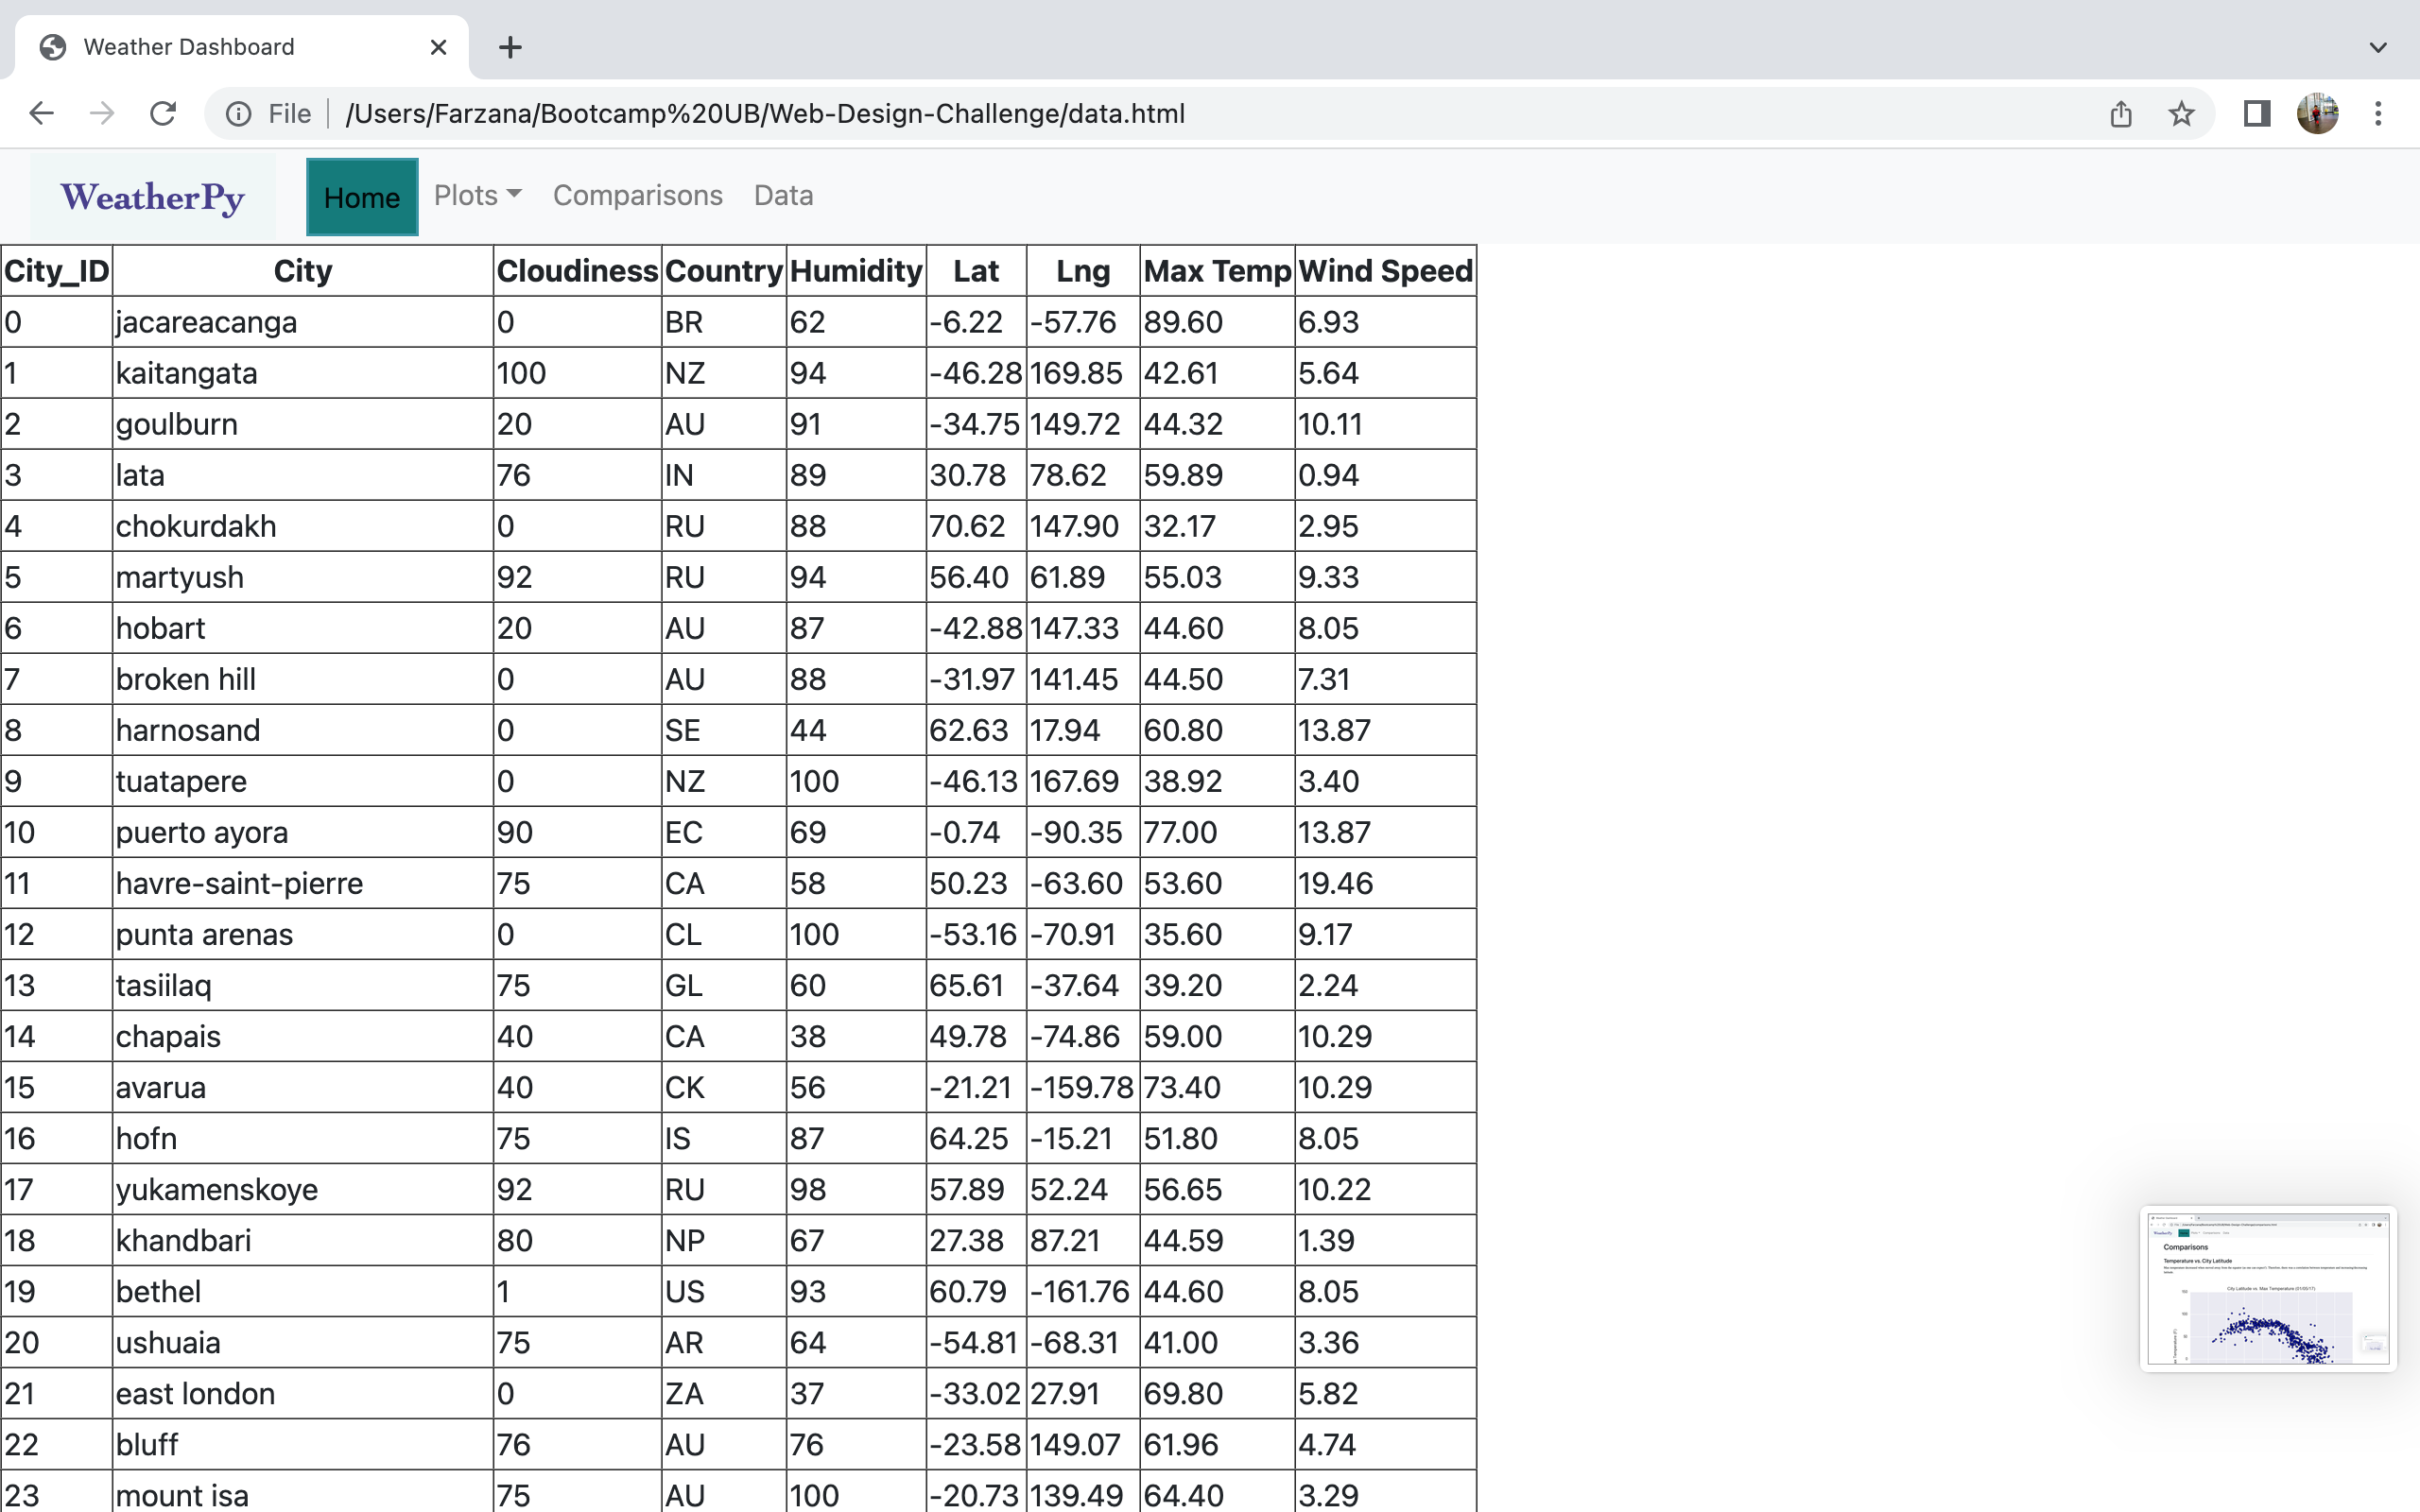 Weather Dashboard
File /Users/Farzana/Bootcamp%20UB/Web-Design-Challenge/data.html
WeatherPy Home Plots Comparisons Data
City_ID City Cloudiness Country Humidity Lat Lng Max Temp Wind Speed
0 jacareacanga 0 BR 62 -6.22 -57.76 89.60 6.93
1 kaitangata 100 NZ 94 -46.28 169.85 42.61 5.64
2 goulburn 20 AU 91 -34.75 149.72 44.32 10.11
3 lata 76 IN 89 30.78 78.62 59.89 0.94
4 chokurdakh 0 RU 88 70.62 147.90 32.17 2.95
5 martyush 92 RU 94 56.40 61.89 55.03 9.33
6 hobart 20 AU 87 -42.88 147.33 44.60 8.05
7 broken hill 0 AU 88 -31.97 141.45 44.50 7.31
8 harnosand 0 SE 44 62.63 17.94 60.80 13.87
9 tuatapere 0 NZ 100 -46.13 167.69 38.92 3.40
10 puerto ayora 90 EC 69 -0.74 -90.35 77.00 13.87
11 havre-saint-pierre 75 CA 58 50.23 -63.60 53.60 19.46
12 punta arenas 0 CL 100 -53.16 -70.91 35.60 9.17
13 tasiilaq 75 GL 60 65.61 -37.64 39.20 2.24
14 chapais 40 CA 38 49.78 -74.86 59.00 10.29
15 avarua 40 CK 56 -21.21 -159.78 73.40 10.29
16 hofn 75 IS 87 64.25 -15.21 51.80 8.05
17 yukamenskoye 92 RU 98 57.89 52.24 56.65 10.22
18 khandbari 80 NP 67 27.38 87.21 44.59 1.39
19 bethel 1 US 93 60.79 -161.76 44.60 8.05
20 ushuaia 75 AR 64 -54.81 -68.31 41.00 3.36
21 east london 0 ZA 37 -33.02 27.91 69.80 5.82
22 bluff 76 AU 76 -23.58 149.07 61.96 4.74
23 mount isa 75 AU 100 -20.73 139.49 64.40 3.29
Comparisons
Temperature vs. City Latitude
City Latitude vs. Max Temperature